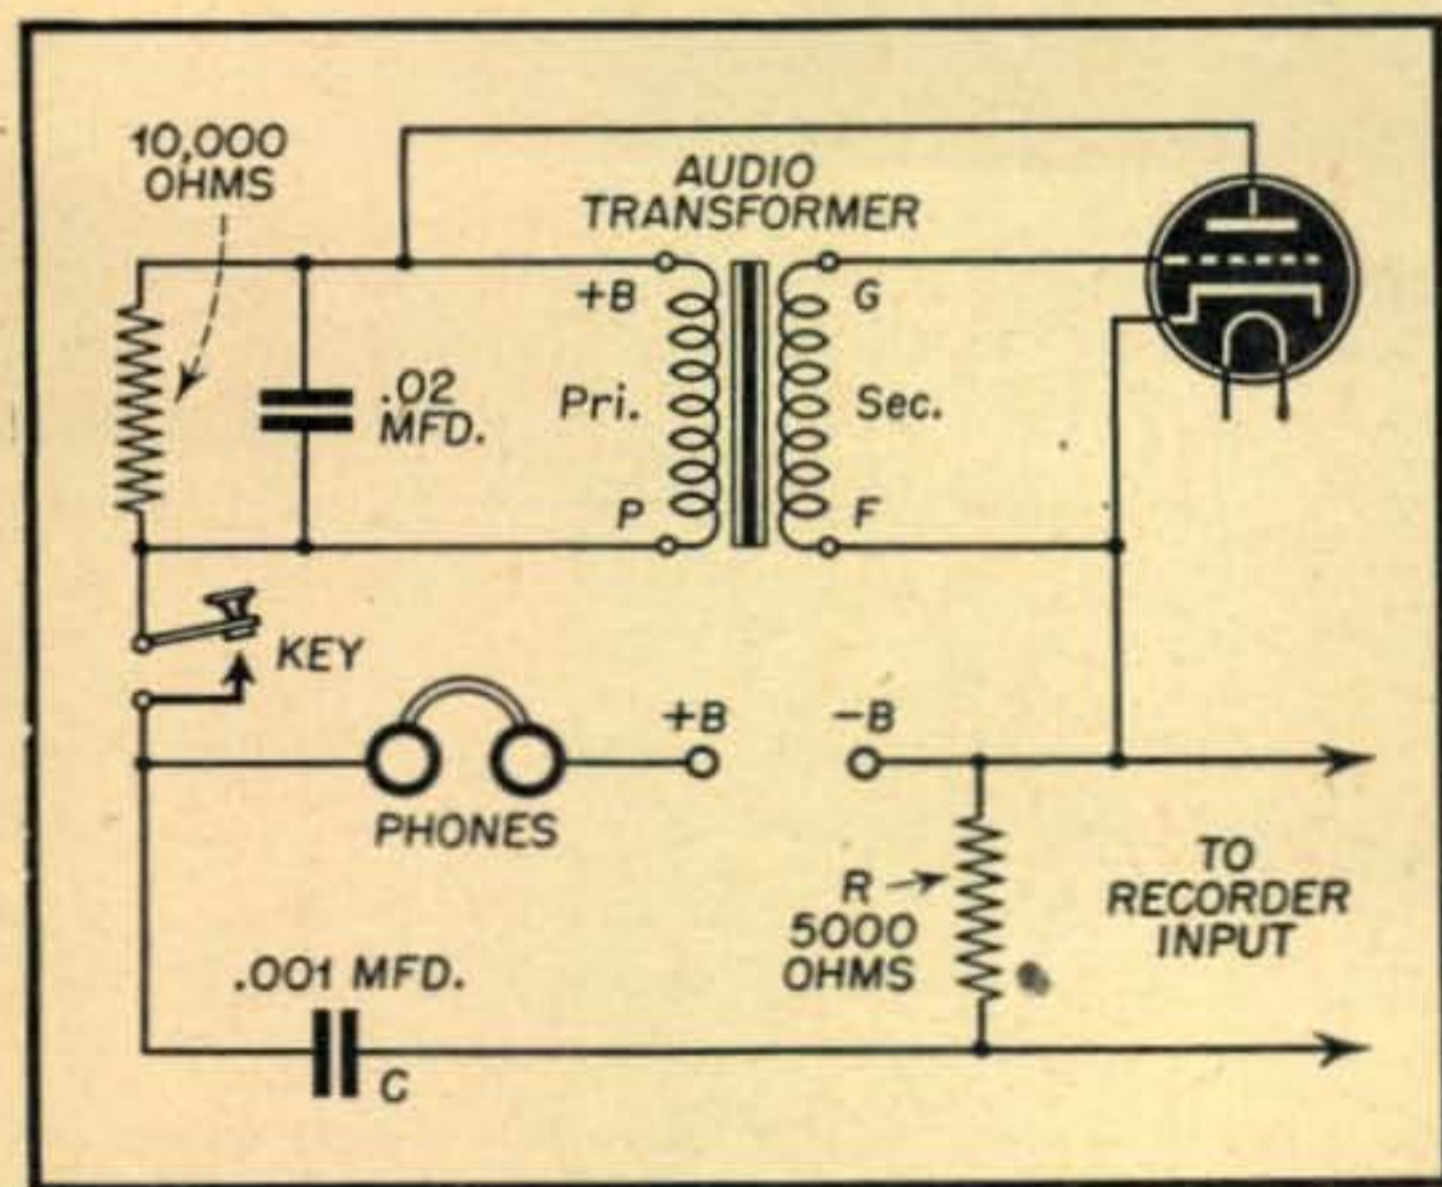 10,000
OHMS
AUDIO
TRANSFORMER
+B
G
.02
MFD.
Pri.
Sec.
P
F
KEY
+B
−B
PHONES
R
5000
OHMS
TO
RECORDER
INPUT
.001 MFD.
C